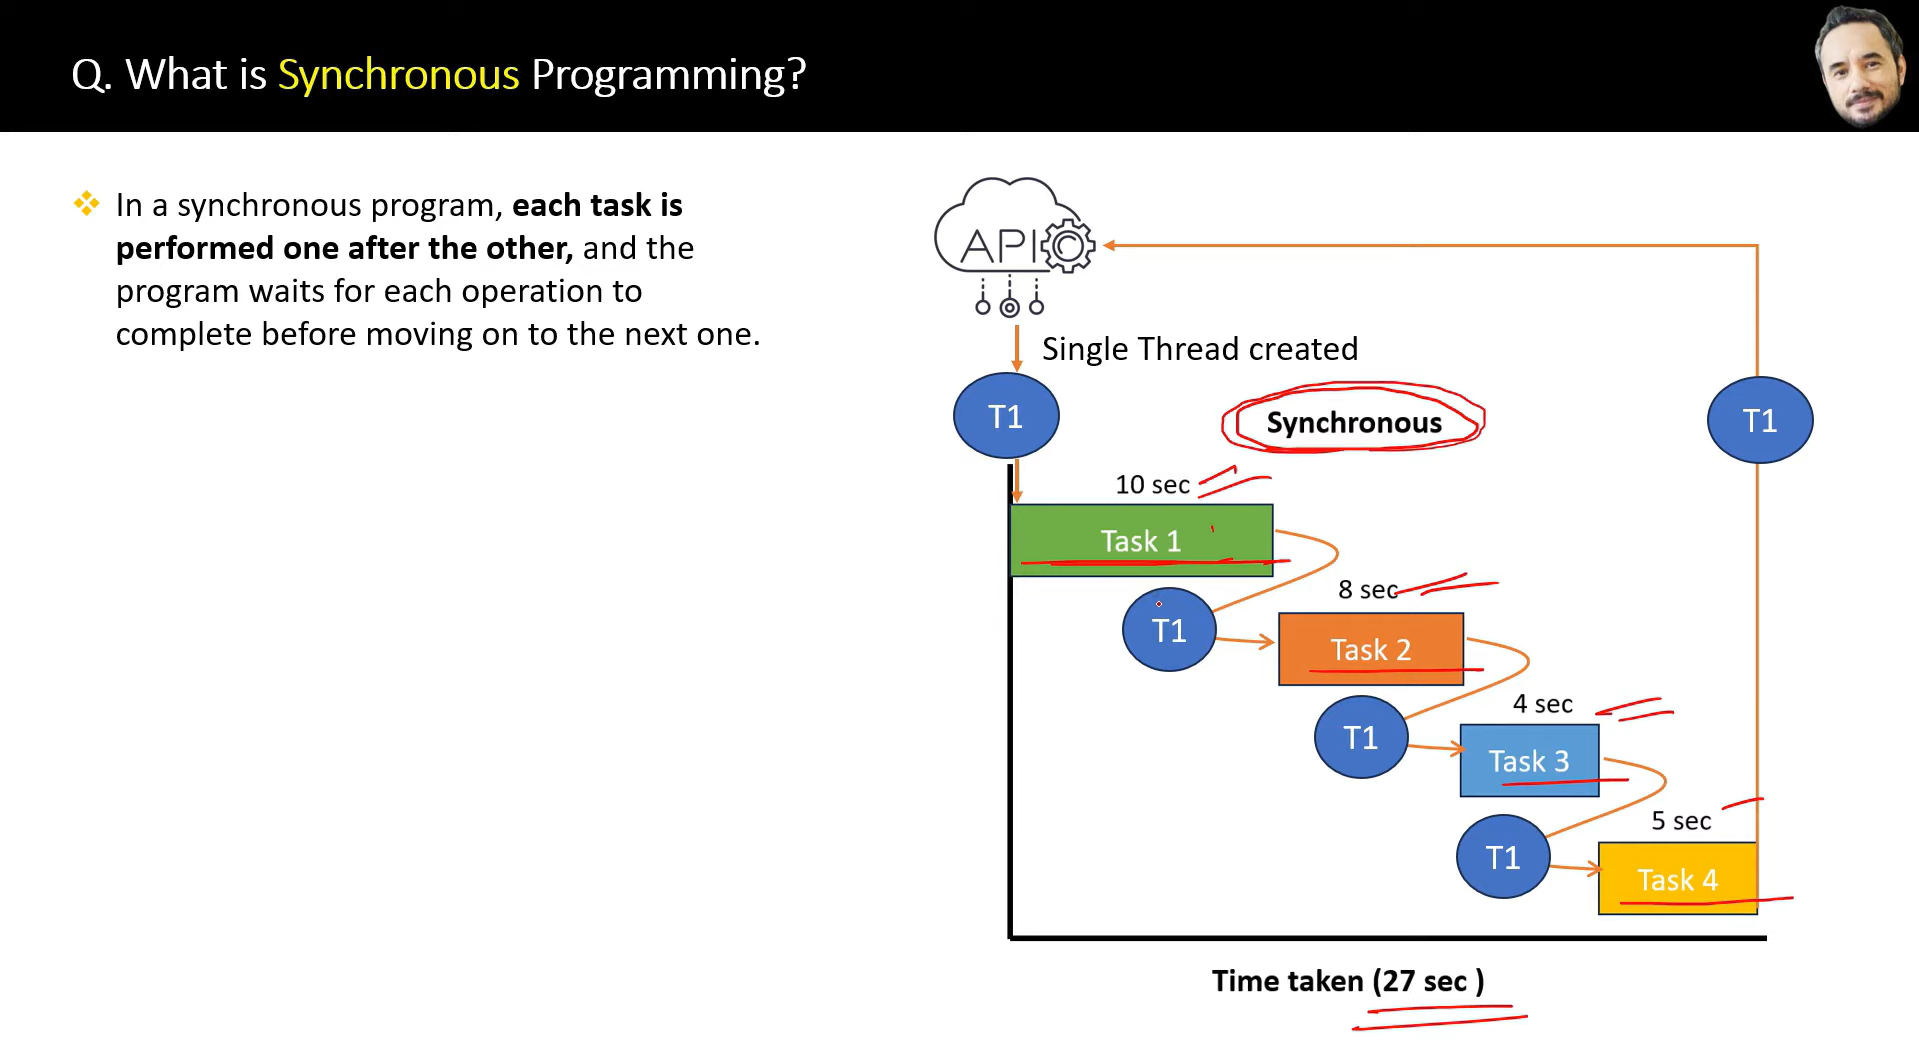 Q. What is Synchronous Programming?
In a synchronous program, each task is
performed one after the other, and the
program waits for each operation to
complete before moving on to the next one.
API
Single Thread created
T1
Synchronous
T1
10 sec
Task 1
8 sec
T1
Task 2
4 sec
T1
Task 3
5 sec
T1
Task 4
Time taken (27 sec )